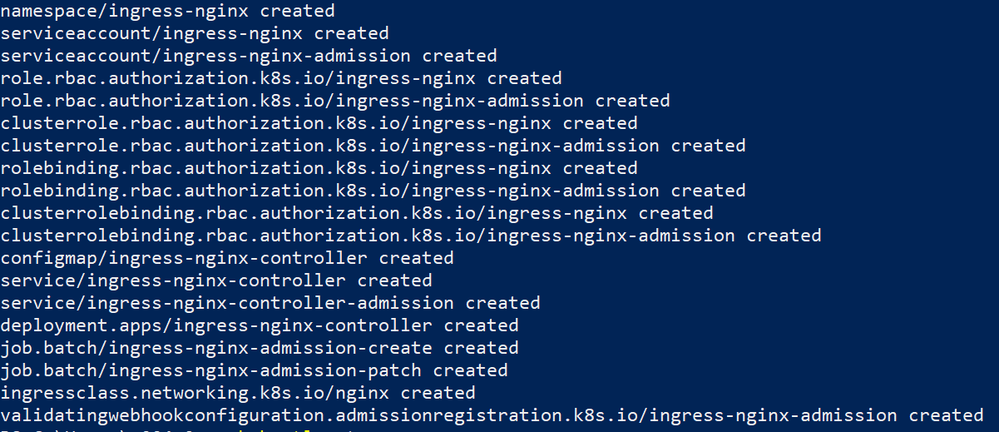 namespace/ingress-nginx created
serviceaccount/ingress-nginx created
serviceaccount/ingress-nginx-admission created
role.rbac.authorization.k8s.io/ingress-nginx created
role.rbac.authorization.k8s.io/ingress-nginx-admission created
clusterrole.rbac.authorization.k8s.io/ingress-nginx created
clusterrole.rbac.authorization.k8s.io/ingress-nginx-admission created
rolebinding.rbac.authorization.k8s.io/ingress-nginx created
rolebinding.rbac.authorization.k8s.io/ingress-nginx-admission created
clusterrolebinding.rbac.authorization.k8s.io/ingress-nginx created
clusterrolebinding.rbac.authorization.k8s.io/ingress-nginx-admission created
configmap/ingress-nginx-controller created
service/ingress-nginx-controller created
service/ingress-nginx-controller-admission created
deployment.apps/ingress-nginx-controller created
job.batch/ingress-nginx-admission-create created
job.batch/ingress-nginx-admission-patch created
ingressclass.networking.k8s.io/nginx created
validatingwebhookconfiguration.admissionregistration.k8s.io/ingress-nginx-admission created